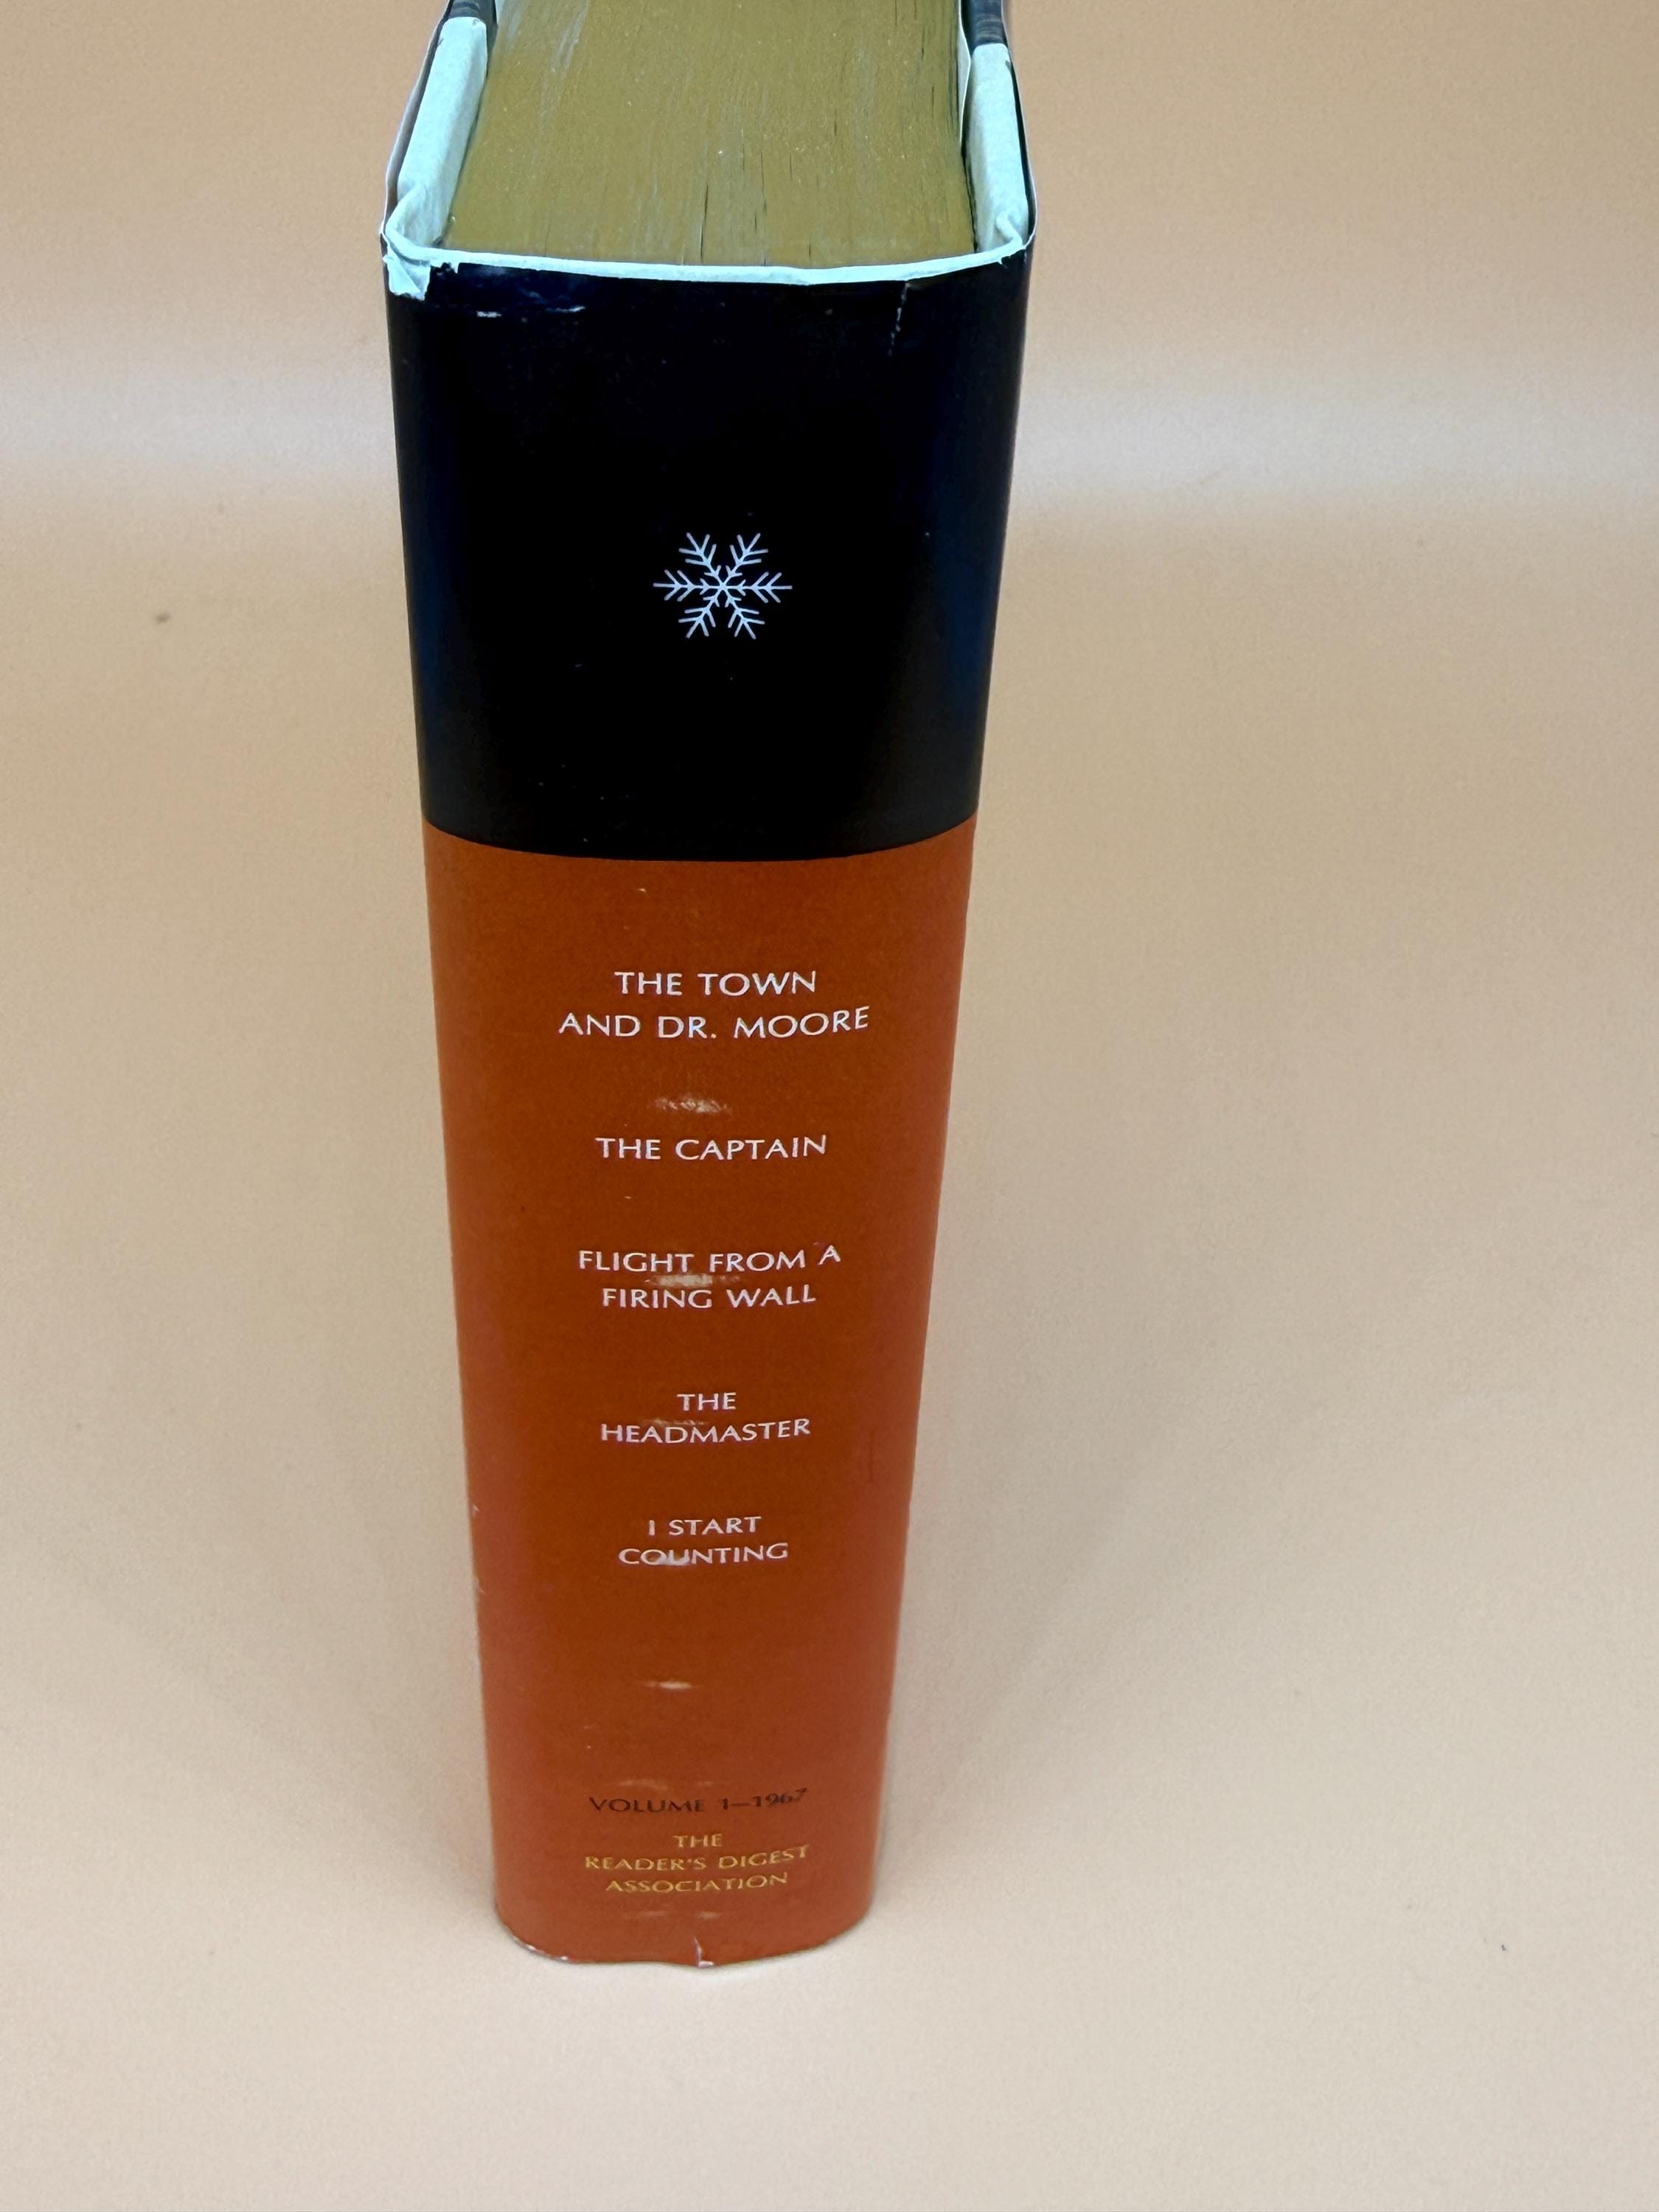 THE TOWN
AND DR. MOORE
THE CAPTAIN
FLIGHT FROM A
FIRING WALL
THE
HEADMASTER
I START
COUNTING
VOLUME 1—1967
THE
READER'S DIGEST
ASSOCIATION